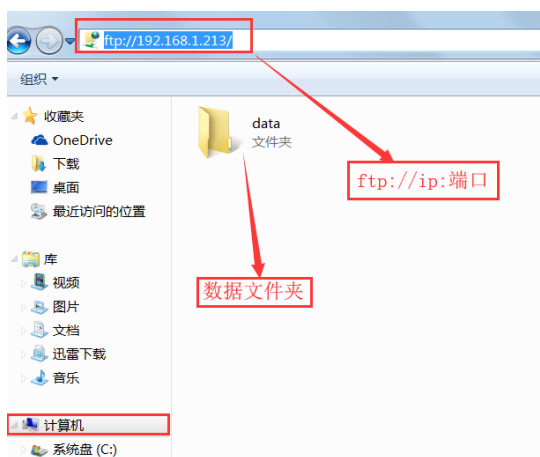 ftp://192.168.1.213/
组织
收藏夹
OneDrive
下载
桌面
最近访问的位置
库
视频
图片
文档
迅雷下载
音乐
计算机
系统盘 (C:)
data
文件夹
ftp://ip:端口
数据文件夹